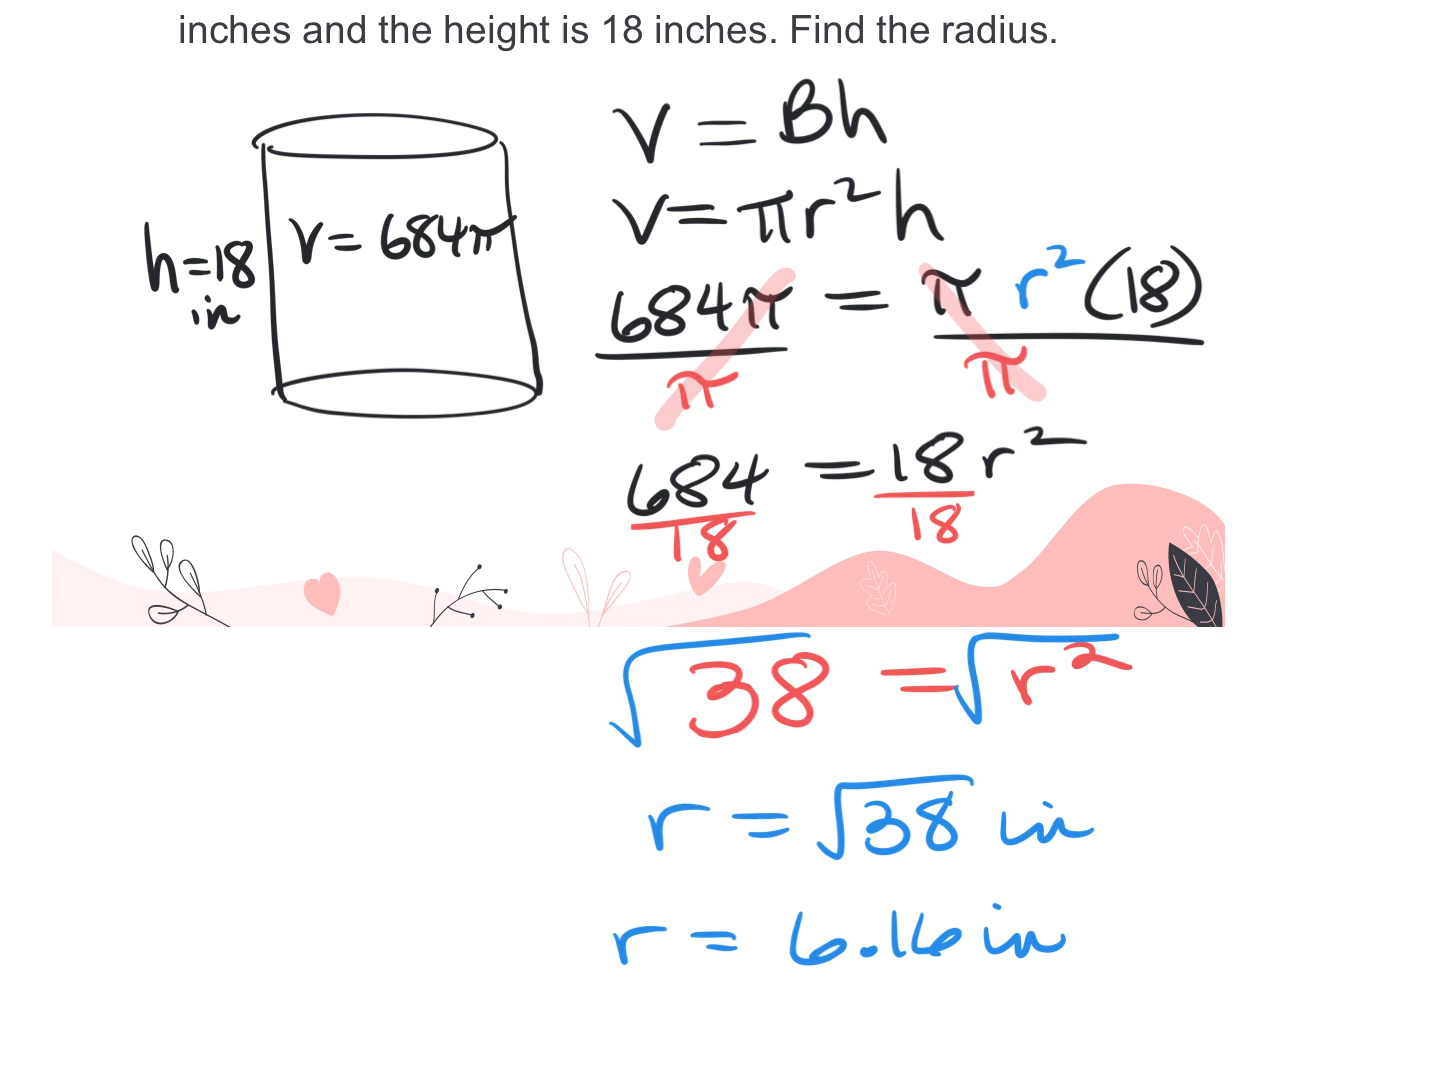 inches and the height is 18 inches. Find the radius.
V = Bh
V = πr²h
h=18 in
V = 684π
684π = π r²(18)
π π
684 = 18r²
18 18
√38 = √r²
r = √38 in
r = 6.16 in